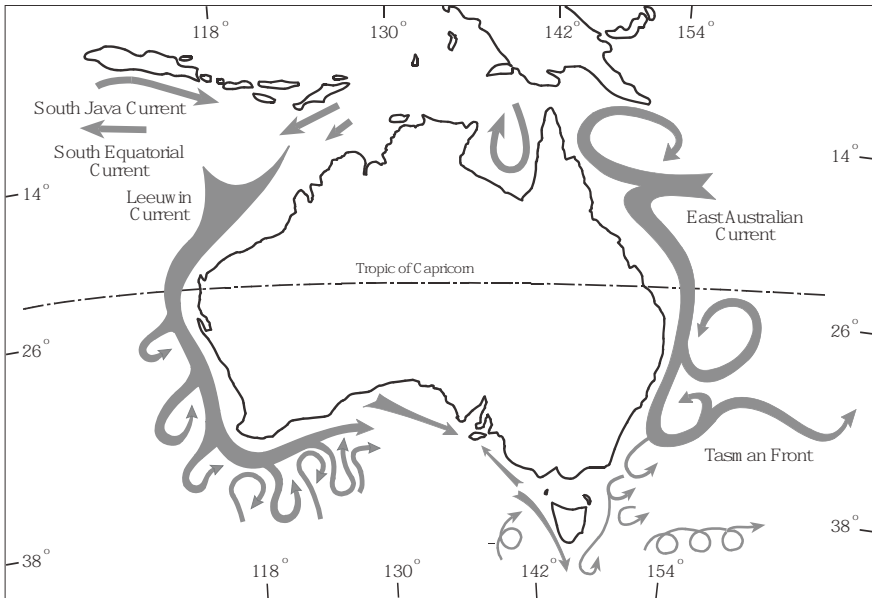 118°
130°
142°
154°
South Java Current
South Equatorial
Current
14°
14°
Leeuwin
Current
East Australian
Current
Tropic of Capricorn
26°
26°
Tasman Front
38°
38°
118°
130°
142°
154°